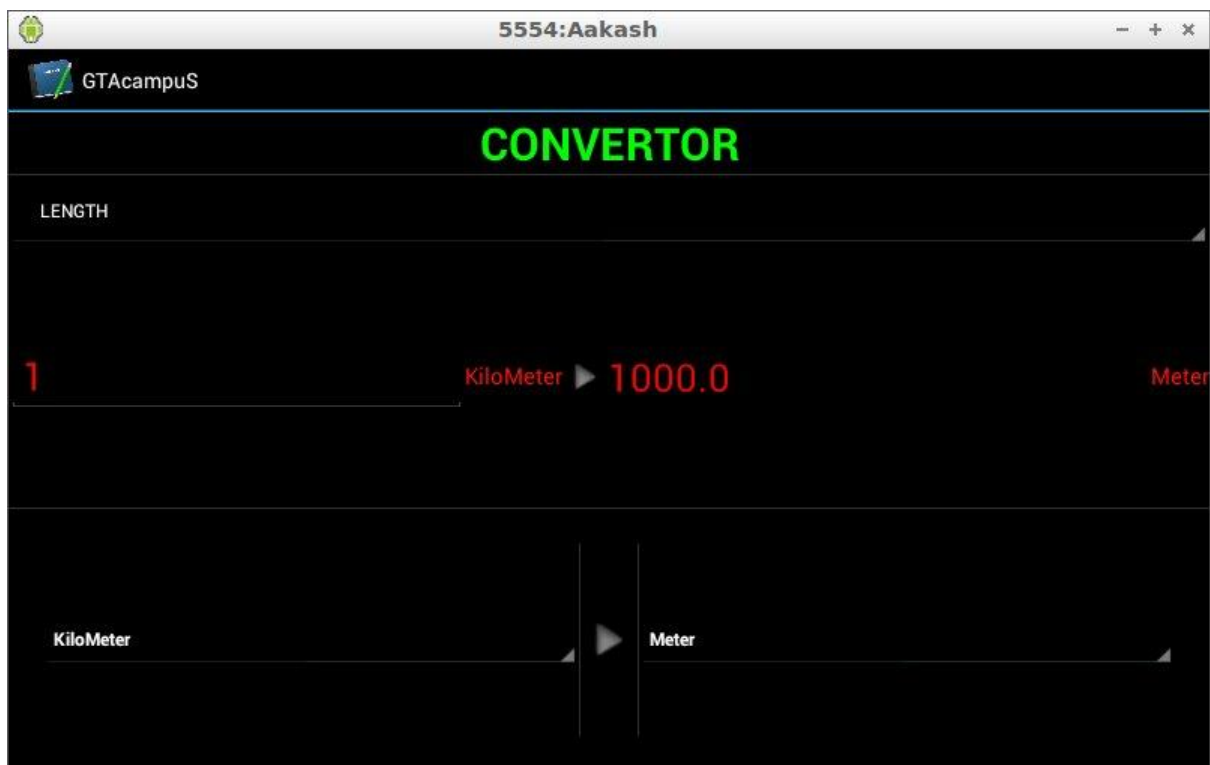 5554:Aakash
GTAcampuS
CONVERTOR
LENGTH
1 KiloMeter 1000.0 Meter
KiloMeter Meter